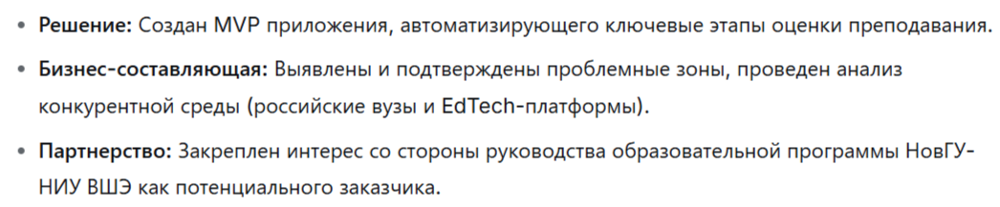 • Решение: Создан MVP приложения, автоматизирующего ключевые этапы оценки преподавания.
• Бизнес-составляющая: Выявлены и подтверждены проблемные зоны, проведен анализ
конкурентной среды (российские вузы и EdTech-платформы).
• Партнерство: Закреплен интерес со стороны руководства образовательной программы НовГУ-
НИУ ВШЭ как потенциального заказчика.